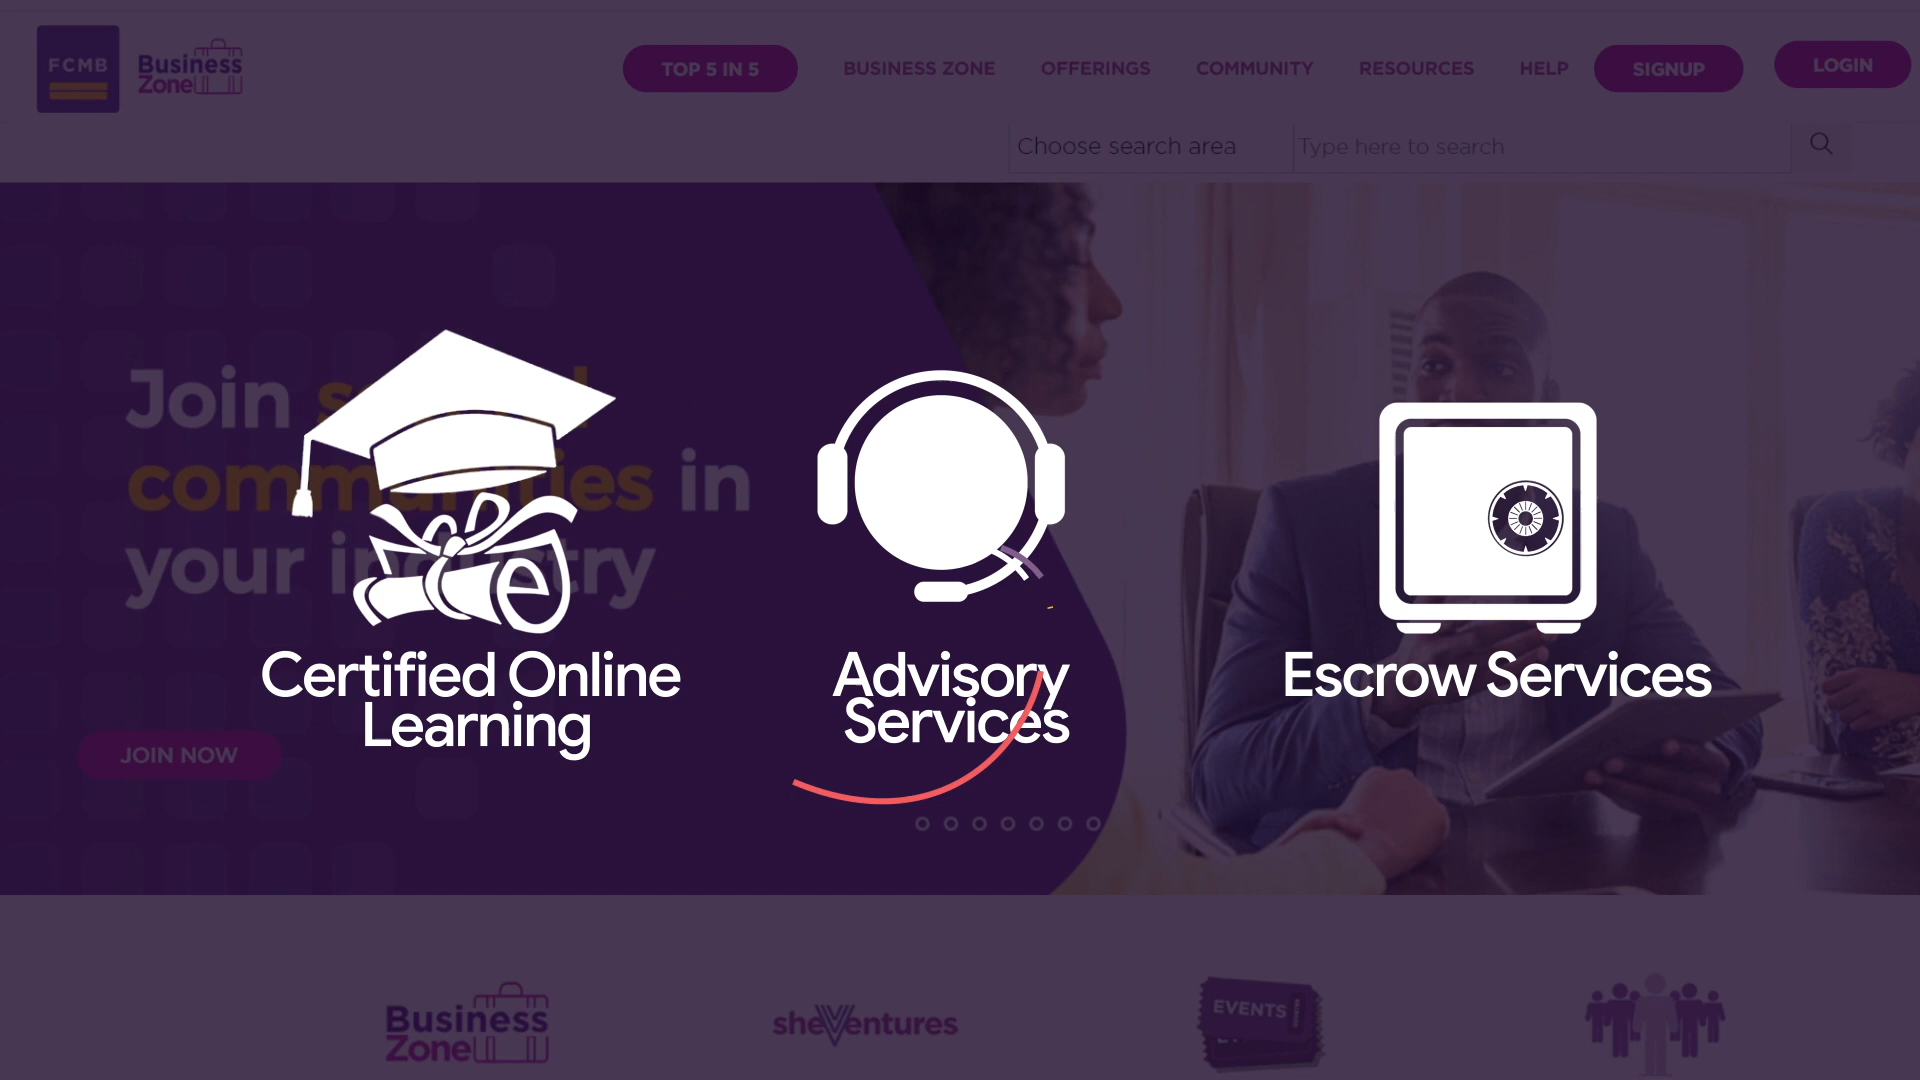 FCMB
Business
Zone
TOP 5 IN 5
BUSINESS ZONE
OFFERINGS
COMMUNITY
RESOURCES
HELP
SIGNUP
LOGIN
Choose search area
Type here to search
Join
communities in
your industry
JOIN NOW
Certified Online
Learning
Advisory
Services
Escrow Services
Business
Zone
sheVentures
EVENTS